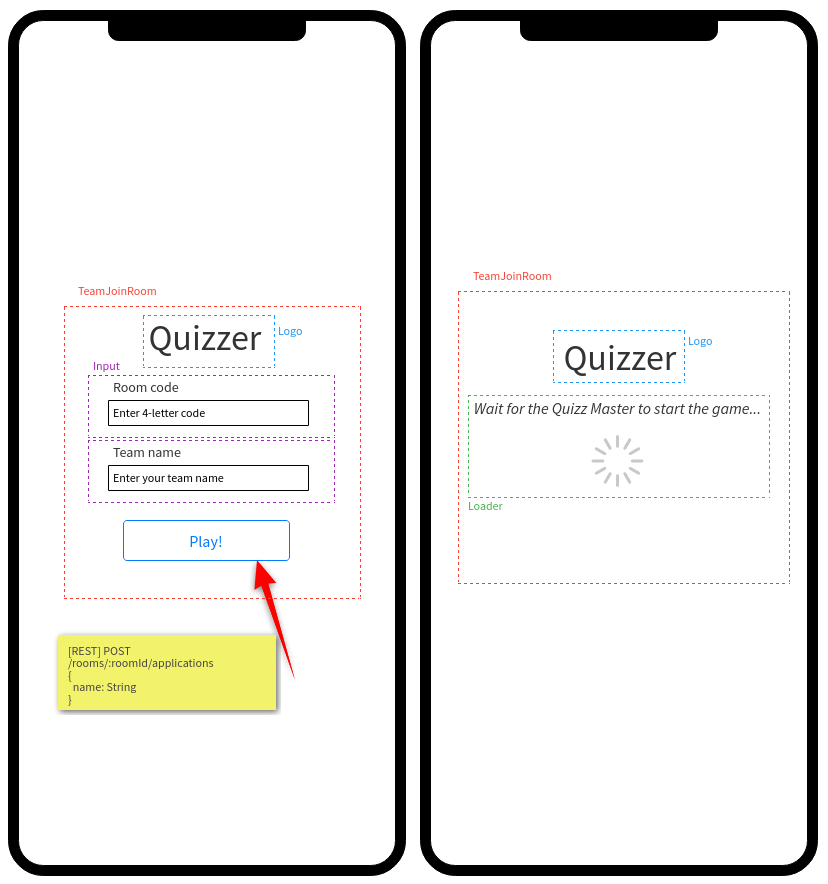 TeamJoinRoom
Quizzer
Logo
Input
Room code
Enter 4-letter code
Team name
Enter your team name
Play!
[REST] POST
/rooms/:roomId/applications
{
name: String
}
TeamJoinRoom
Logo
Quizzer
Wait for the Quizz Master to start the game...
Loader